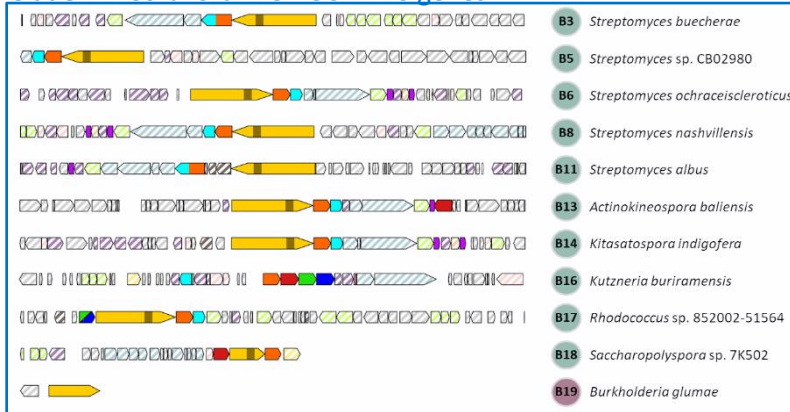 B3 Streptomyces buecherae
B5 Streptomyces sp. CB02980
B6 Streptomyces ochraceiscleroticus
B8 Streptomyces nashvillensis
B11 Streptomyces albus
B13 Actinokineospora baliensis
B14 Kitasatospora indigofera
B16 Kutzneria buriramensis
B17 Rhodococcus sp. 852002-51564
B18 Saccharopolyspora sp. 7K502
B19 Burkholderia glumae